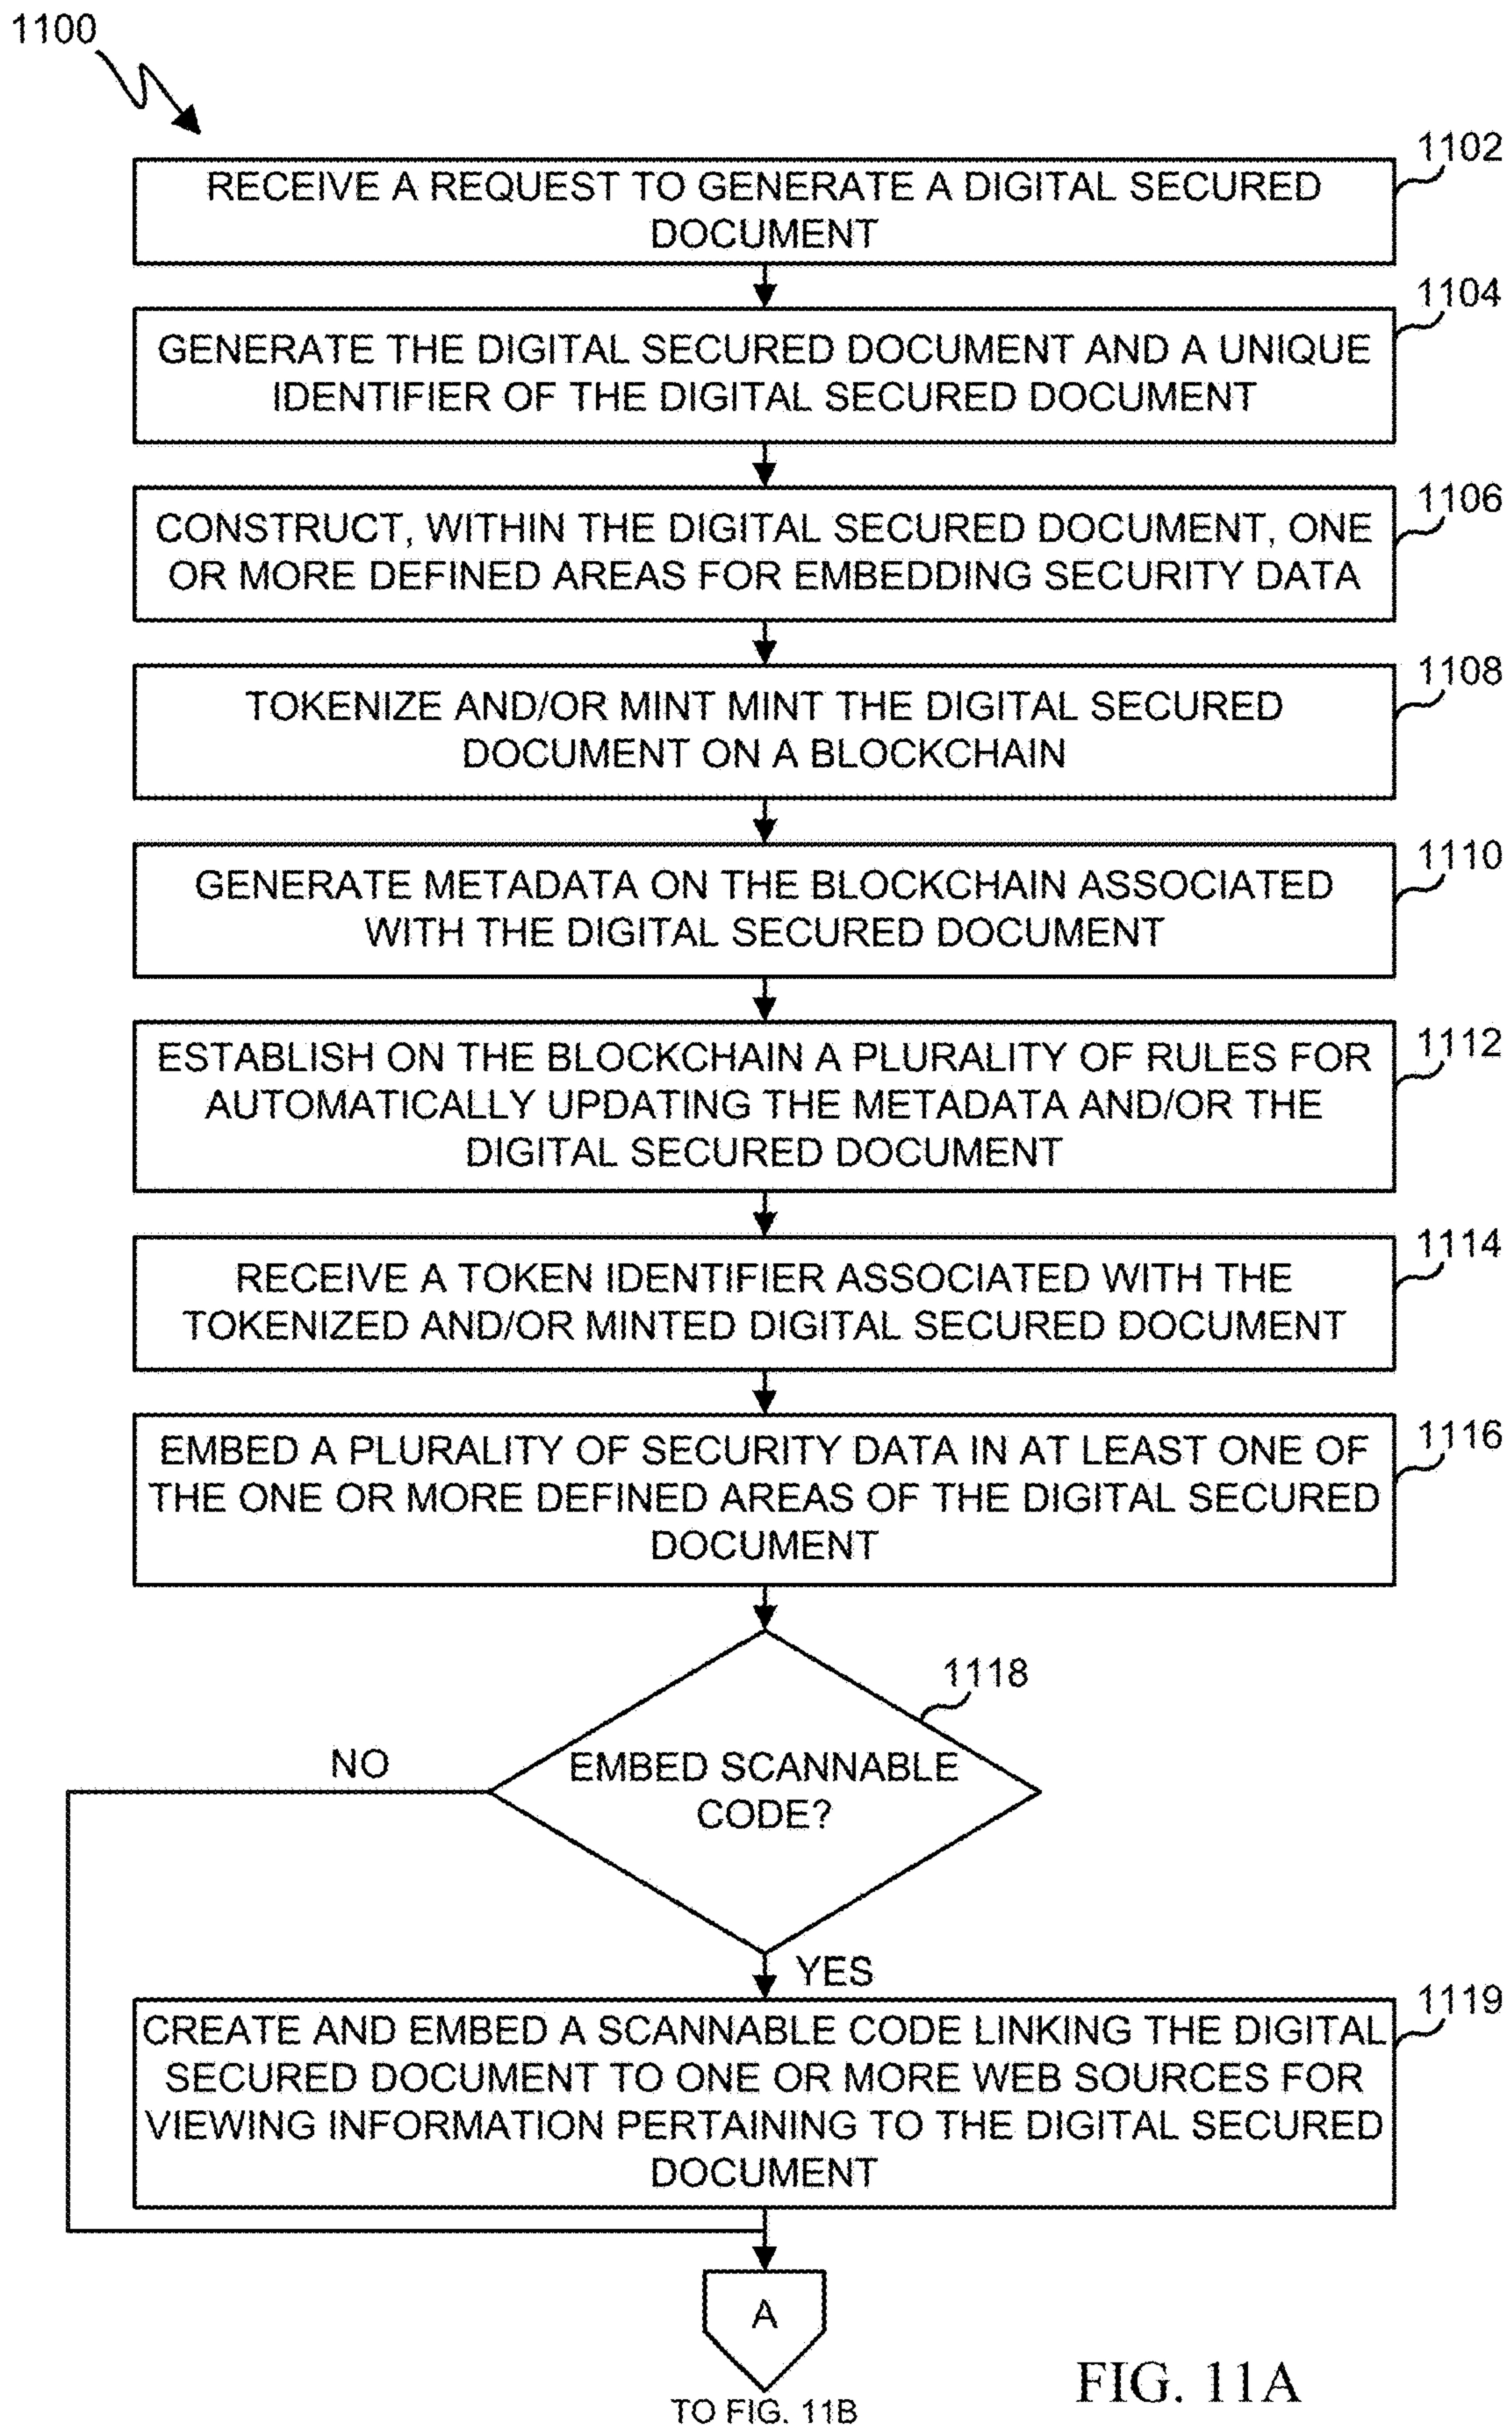 1100
1102
RECEIVE A REQUEST TO GENERATE A DIGITAL SECURED
DOCUMENT
1104
GENERATE THE DIGITAL SECURED DOCUMENT AND A UNIQUE
IDENTIFIER OF THE DIGITAL SECURED DOCUMENT
1106
CONSTRUCT, WITHIN THE DIGITAL SECURED DOCUMENT, ONE
OR MORE DEFINED AREAS FOR EMBEDDING SECURITY DATA
1108
TOKENIZE AND/OR MINT MINT THE DIGITAL SECURED
DOCUMENT ON A BLOCKCHAIN
1110
GENERATE METADATA ON THE BLOCKCHAIN ASSOCIATED
WITH THE DIGITAL SECURED DOCUMENT
1112
ESTABLISH ON THE BLOCKCHAIN A PLURALITY OF RULES FOR
AUTOMATICALLY UPDATING THE METADATA AND/OR THE
DIGITAL SECURED DOCUMENT
1114
RECEIVE A TOKEN IDENTIFIER ASSOCIATED WITH THE
TOKENIZED AND/OR MINTED DIGITAL SECURED DOCUMENT
1116
EMBED A PLURALITY OF SECURITY DATA IN AT LEAST ONE OF
THE ONE OR MORE DEFINED AREAS OF THE DIGITAL SECURED
DOCUMENT
1118
NO
EMBED SCANNABLE
CODE?
YES
1119
CREATE AND EMBED A SCANNABLE CODE LINKING THE DIGITAL
SECURED DOCUMENT TO ONE OR MORE WEB SOURCES FOR
VIEWING INFORMATION PERTAINING TO THE DIGITAL SECURED
DOCUMENT
A
TO FIG. 11B
FIG. 11A